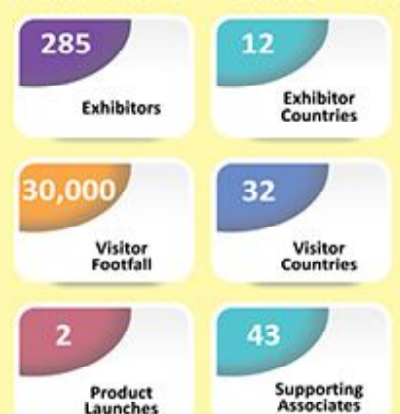 285
Exhibitors
12
Exhibitor
Countries
30,000
Visitor
Footfall
32
Visitor
Countries
2
Product
Launches
43
Supporting
Associates